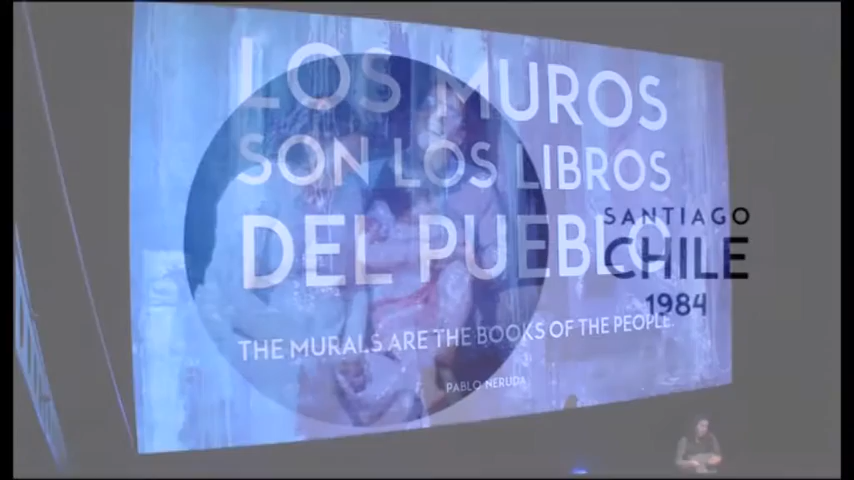 LOS MUROS
SON LOS LIBROS
DEL PUEBLO
THE MURALS ARE THE BOOKS OF THE PEOPLE.
PABLO NERUDA
SANTIAGO
CHILE
1984